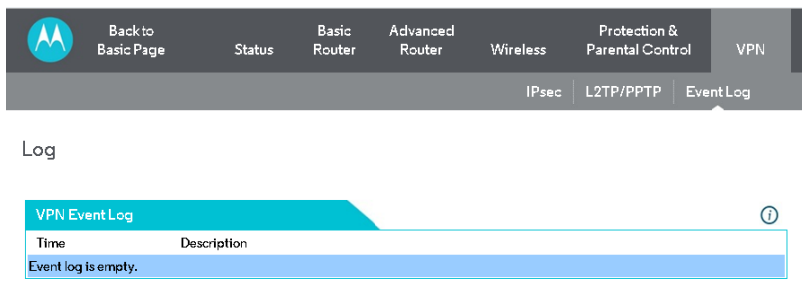 Back to Basic Page
Status
Basic Router
Advanced Router
Wireless
Protection & Parental Control
VPN
IPsec
L2TP/PPTP
Event Log
Log
VPN Event Log
Time Description
Event log is empty.